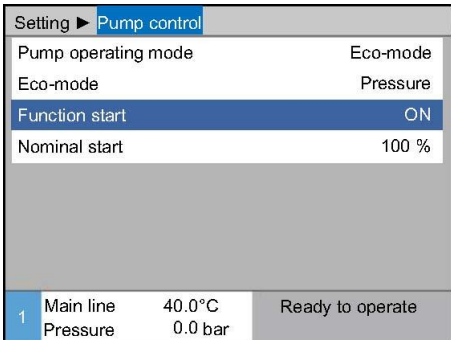 Setting ► Pump control
Pump operating mode Eco-mode
Eco-mode Pressure
Function start ON
Nominal start 100 %
1 Main line 40.0°C Ready to operate
Pressure 0.0 bar